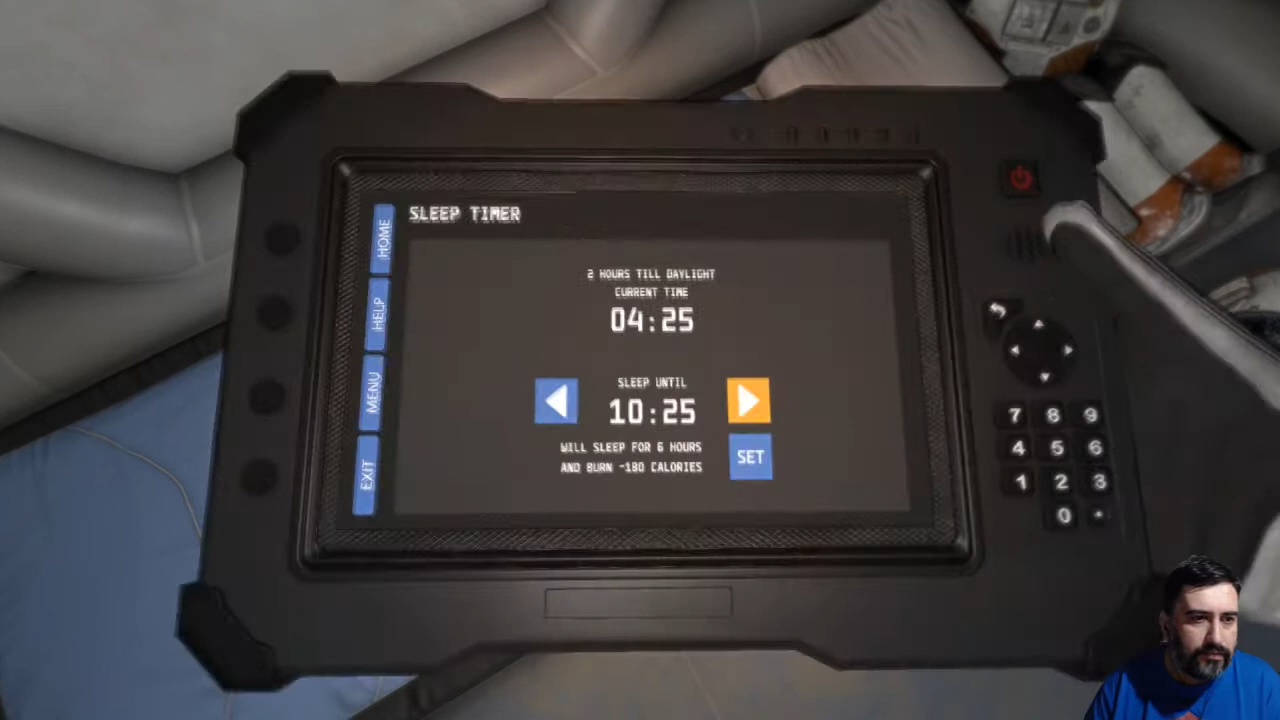 SLEEP TIMER
HOME
HELP
MENU
EXIT
2 HOURS TILL DAYLIGHT
CURRENT TIME
04:25
SLEEP UNTIL
10:25
WILL SLEEP FOR 6 HOURS
AND BURN ~180 CALORIES
SET
7 8 9
4 5 6
1 2 3
0